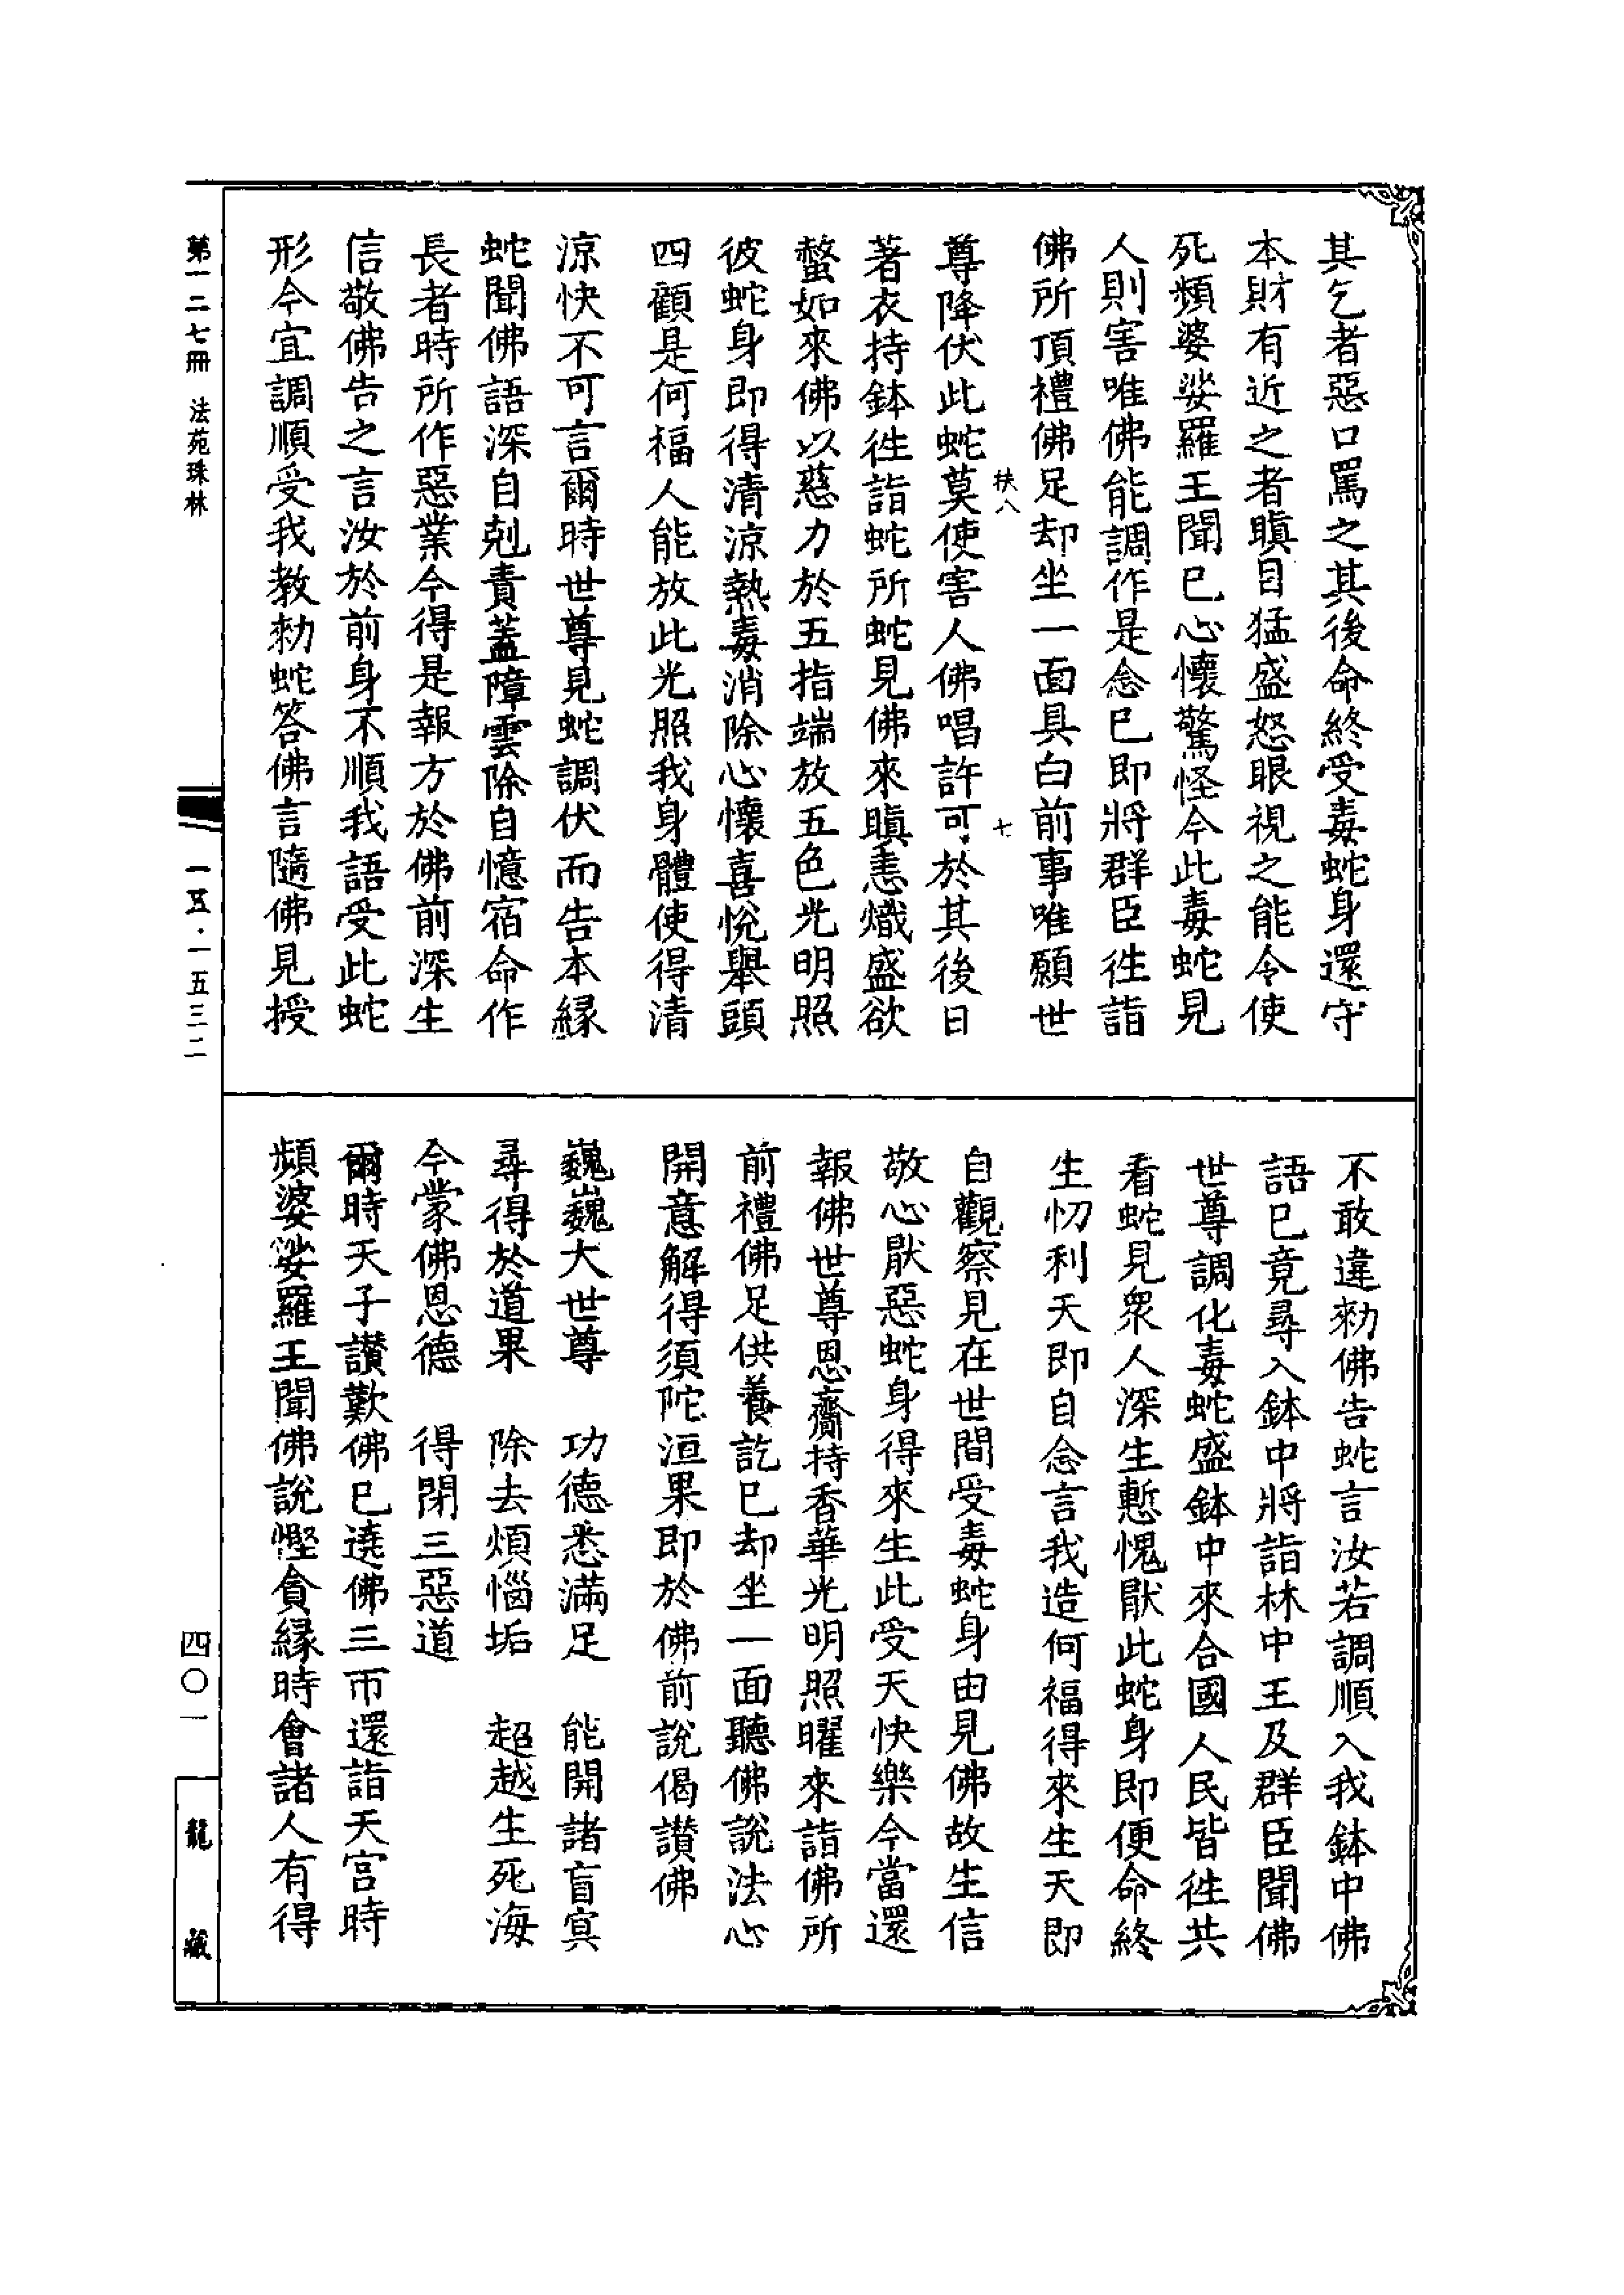 其乞者惡口罵之其後命終受毒蛇身還守
本財有近之者瞋目猛盛怒眼視之能令使
死頻婆娑羅王聞已心懷驚怪今此毒蛇見
人則害唯佛能調作是念已即將群臣徃詣
佛所頂禮佛足却坐一面具白前事唯願世
扶八
七
尊降伏此蛇莫使害人佛唱許可於其後日
著衣持鉢徃詣蛇所蛇見佛來瞋恚熾盛欲
螫如來佛以慈力於五指端放五色光明照
彼蛇身即得清涼熱毒消除心懷喜悅舉頭
四顧是何福人能放此光照我身體使得清
涼快不可言爾時世尊見蛇調伏而告本緣
蛇聞佛語深自剋責蓋障雲除自憶宿命作
長者時所作惡業今得是報方於佛前深生
信敬佛告之言汝於前身不順我語受此蛇
形今宜調順受我教勑蛇答佛言隨佛見授
不敢違勑佛告蛇言汝若調順入我鉢中佛
語已竟尋入鉢中將詣林中王及群臣聞佛
世尊調化毒蛇盛鉢中來合國人民皆徃共
看蛇見衆人深生慙愧厭此蛇身即便命終
生忉利天即自念言我造何福得來生天即
自觀察見在世間受毒蛇身由見佛故生信
敬心厭惡蛇身得來生此受天快樂今當還
報佛世尊恩齎持香華光明照曜來詣佛所
前禮佛足供養訖已却坐一面聽佛說法心
開意解得須陀洹果即於佛前說偈讚佛
巍巍大世尊　功德悉滿足　能開諸盲冥
尋得於道果　除去煩惱垢　超越生死海
今蒙佛恩德　得閉三惡道
爾時天子讚歎佛已遶佛三帀還詣天宮時
頻婆娑羅王聞佛說慳貪緣時會諸人有得
第一二七冊　法苑珠林
一五·一五三二
四〇一
龍藏